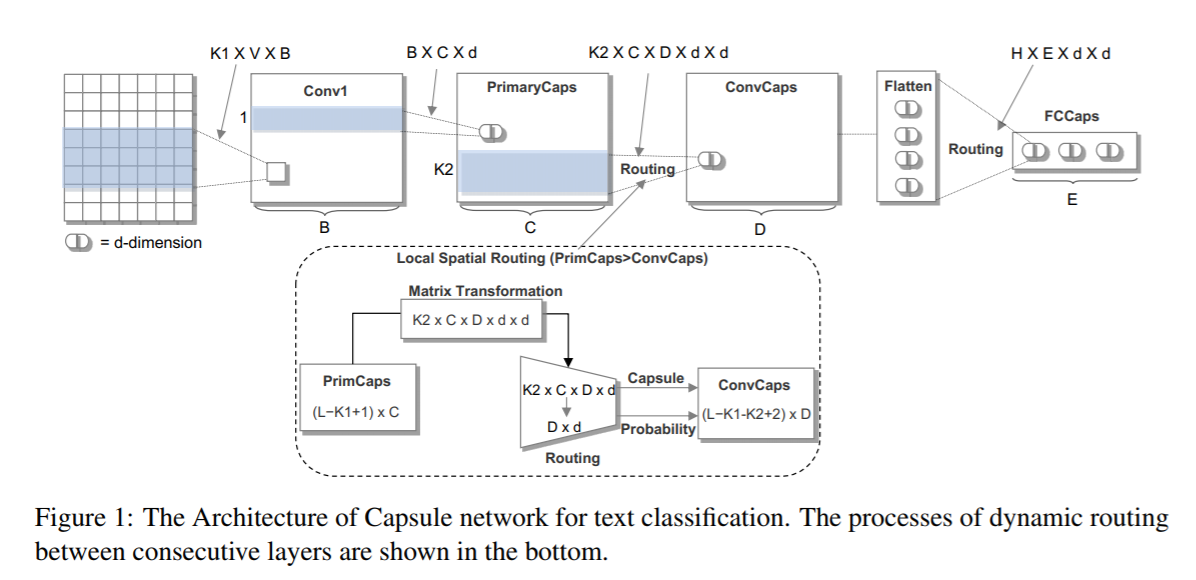 K1 X V X B
B X C X d
K2 X C X D X d X d
H X E X d X d
Conv1
PrimaryCaps
ConvCaps
Flatten
FCCaps
1
K2
Routing
Routing
B
C
D
E
= d-dimension
Local Spatial Routing (PrimCaps>ConvCaps)
Matrix Transformation
K2 x C x D x d x d
PrimCaps
(L−K1+1) x C
K2 x C x D x d
D x d
Routing
Capsule
Probability
ConvCaps
(L−K1-K2+2) x D
Figure 1: The Architecture of Capsule network for text classification. The processes of dynamic routing
between consecutive layers are shown in the bottom.